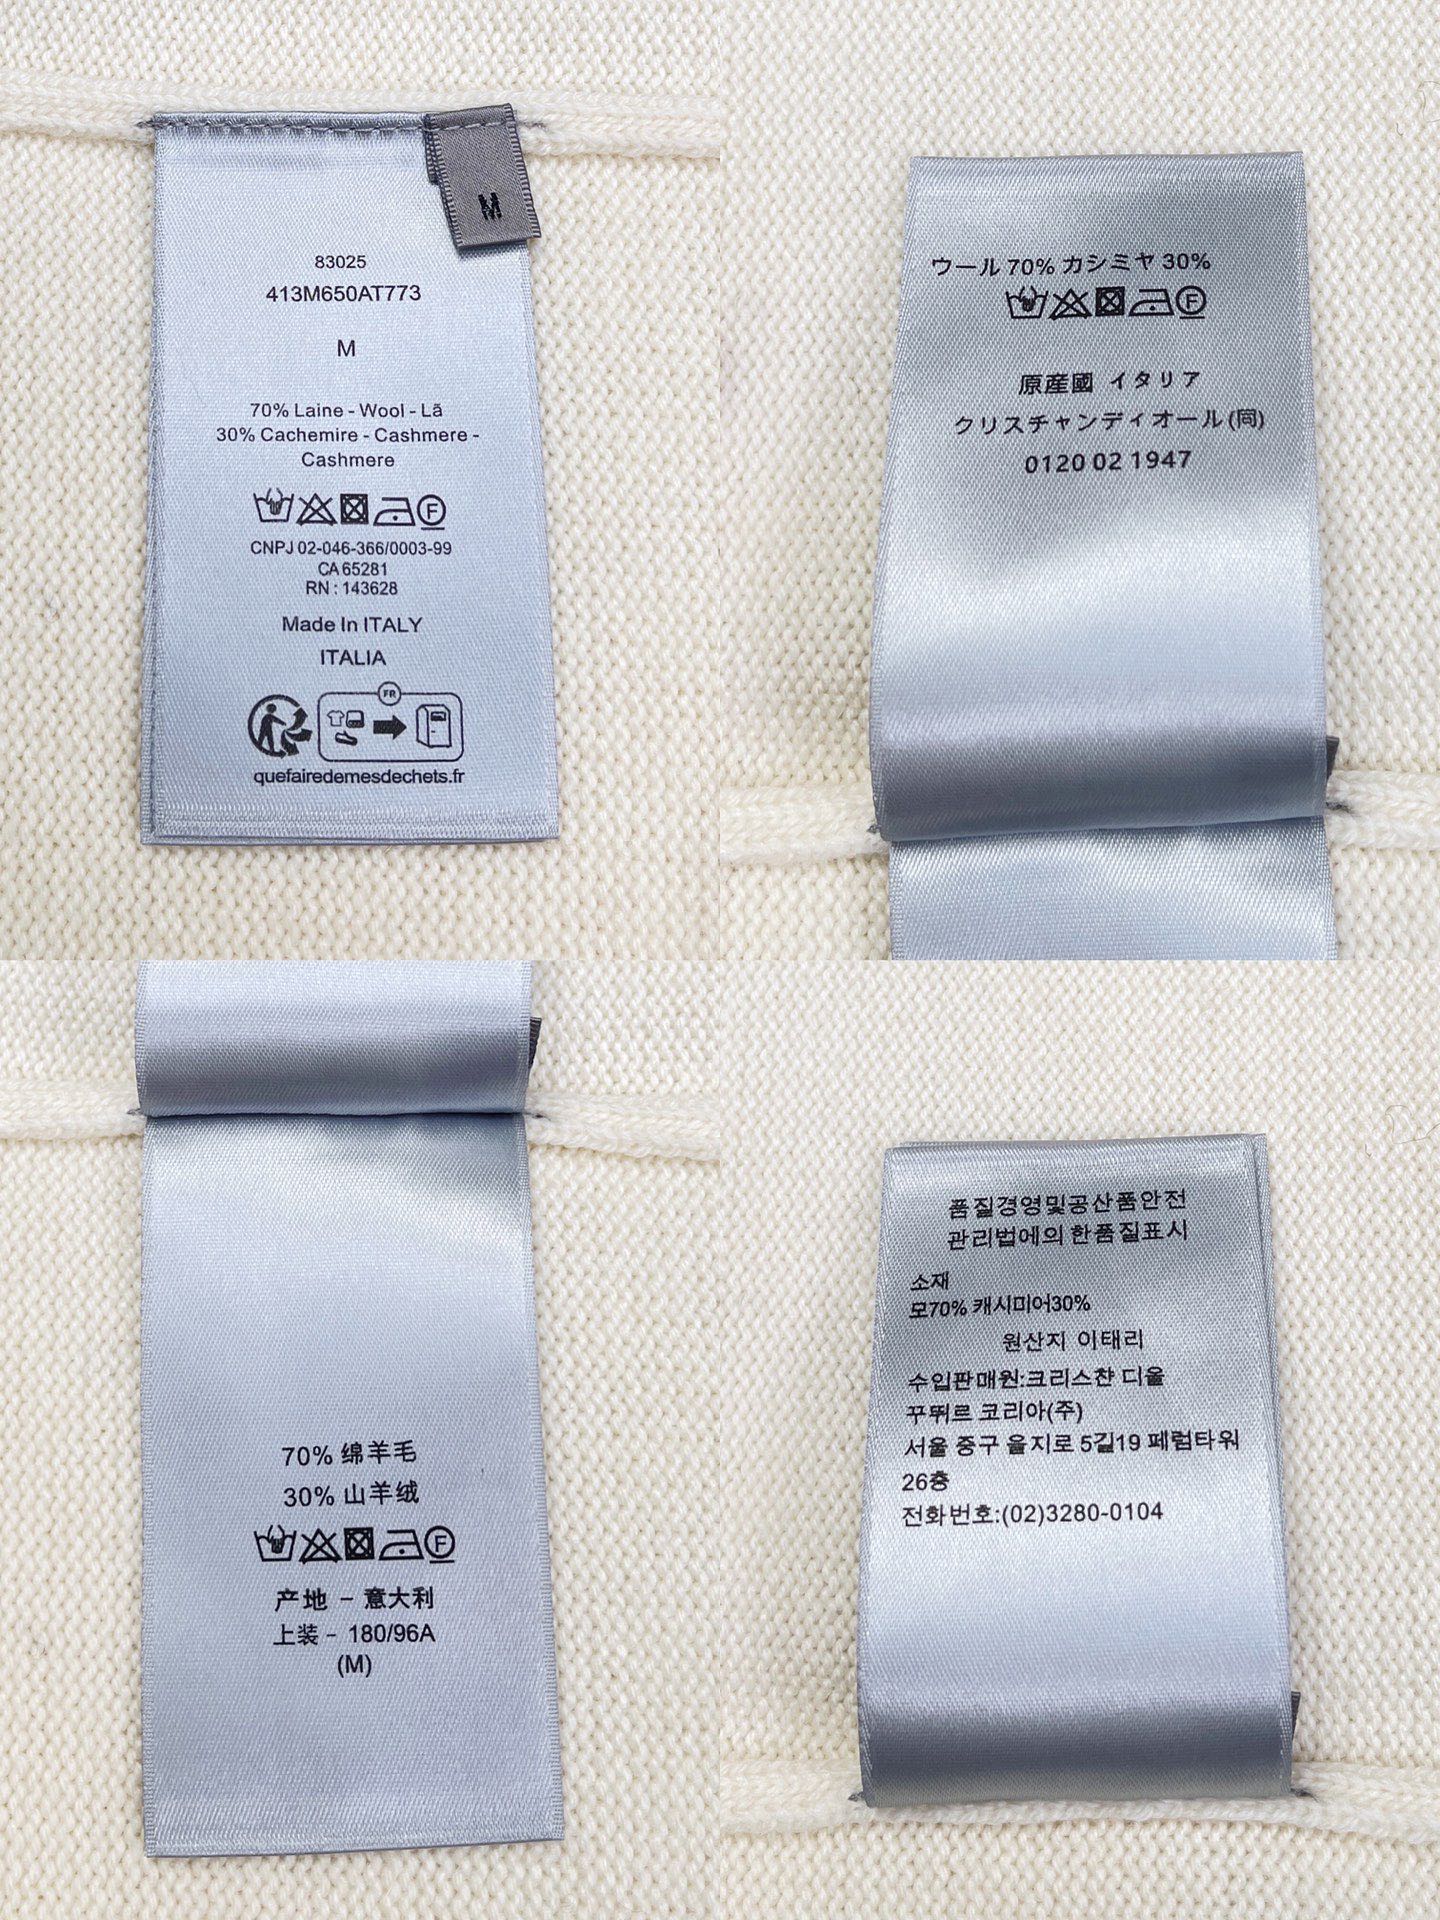 M
83025
413M650AT773
M
70% Laine - Wool - Lã
30% Cachemire - Cashmere -
Cashmere
F
CNPJ 02-046-366/0003-99
CA 65281
RN : 143628
Made In ITALY
ITALIA
FR
quefairedemesdechets.fr
ウール 70% カシミヤ 30%
F
原産國 イタリア
クリスチャンディオール(同)
0120 02 1947
70% 绵羊毛
30% 山羊绒
F
产地 - 意大利
上装 - 180/96A
(M)
품질경영및공산품안전
관리법에의한품질표시
소재
모70% 캐시미어30%
원산지 이태리
수입판매원:크리스챤 디올
꾸뛰르 코리아(주)
서울 중구 을지로 5길19 페럼타워
26층
전화번호:(02)3280-0104